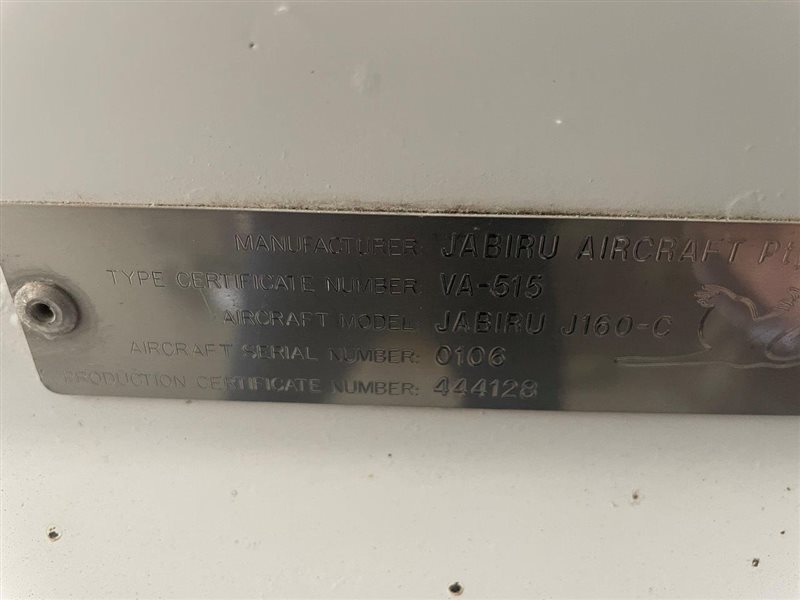 MANUFACTURER: JABIRU AIRCRAFT
TYPE CERTIFICATE NUMBER: VA-515
AIRCRAFT MODEL: JABIRU J160-C
AIRCRAFT SERIAL NUMBER: 0106
PRODUCTION CERTIFICATE NUMBER: 444128